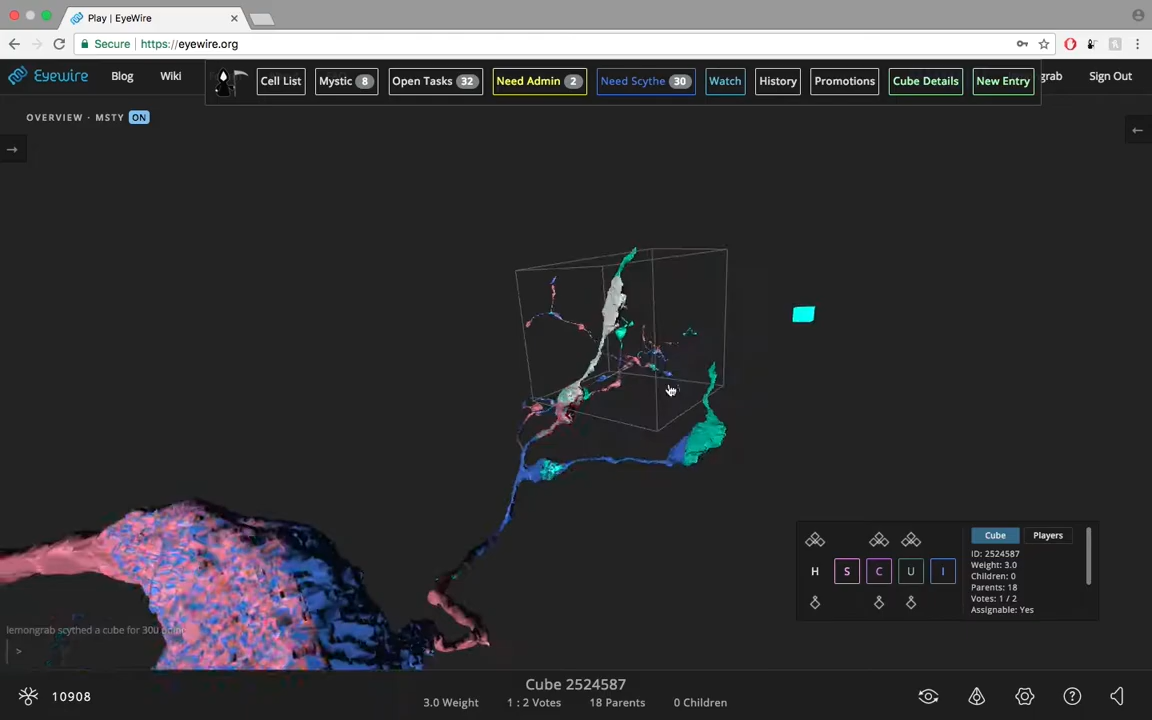 Play | EyeWire
Secure | https://eyewire.org
Eyewire Blog Wiki Cell List Mystic 8 Open Tasks 32 Need Admin 2 Need Scythe 30 Watch History Promotions Cube Details New Entry grab Sign Out
OVERVIEW · MSTY ON
Cube Players
ID: 2524587
Weight: 3.0
Children: 0
Parents: 18
Votes: 1 / 2
Assignable: Yes
H S C U I
lemongrab scythed a cube for 300 points
>
10908
Cube 2524587
3.0 Weight 1 : 2 Votes 18 Parents 0 Children